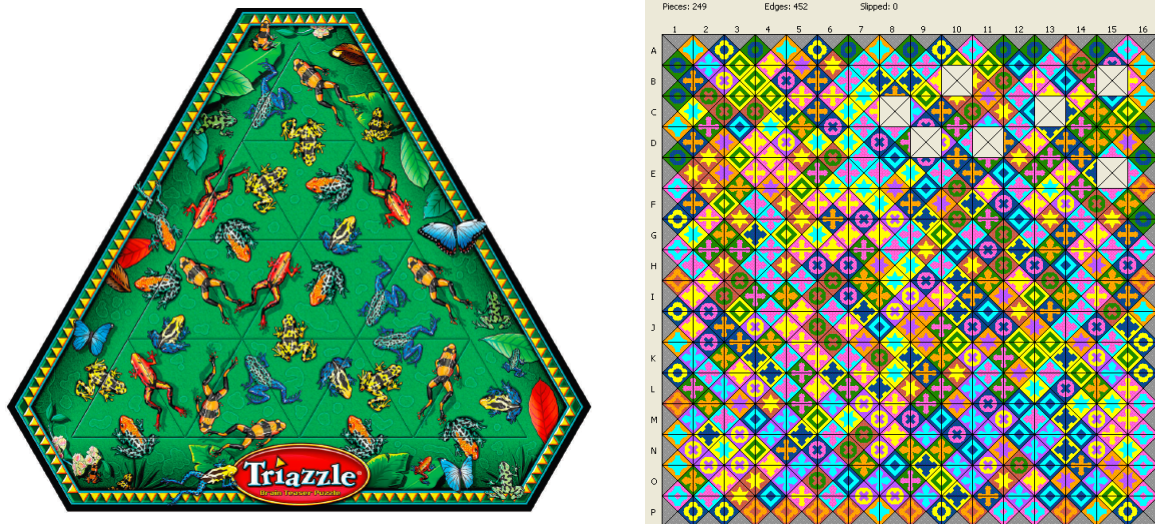 Triazzle
Brain Teaser Puzzle
Pieces: 249 Edges: 452 Slipped: 0
1 2 3 4 5 6 7 8 9 10 11 12 13 14 15 16
A
B
C
D
E
F
G
H
I
J
K
L
M
N
O
P